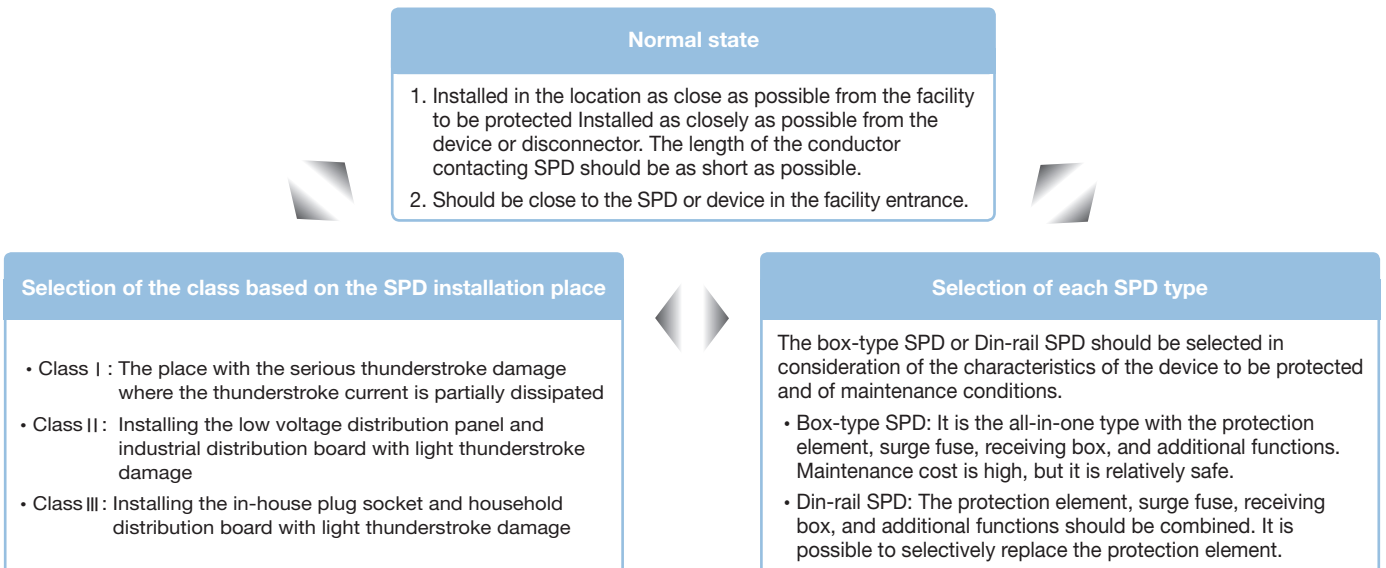 Normal state
1. Installed in the location as close as possible from the facility
to be protected Installed as closely as possible from the
device or disconnector. The length of the conductor
contacting SPD should be as short as possible.
2. Should be close to the SPD or device in the facility entrance.
Selection of the class based on the SPD installation place
• Class I : The place with the serious thunderstroke damage
where the thunderstroke current is partially dissipated
• Class II : Installing the low voltage distribution panel and
industrial distribution board with light thunderstroke
damage
• Class III : Installing the in-house plug socket and household
distribution board with light thunderstroke damage
Selection of each SPD type
The box-type SPD or Din-rail SPD should be selected in
consideration of the characteristics of the device to be protected
and of maintenance conditions.
• Box-type SPD: It is the all-in-one type with the protection
element, surge fuse, receiving box, and additional functions.
Maintenance cost is high, but it is relatively safe.
• Din-rail SPD: The protection element, surge fuse, receiving
box, and additional functions should be combined. It is
possible to selectively replace the protection element.